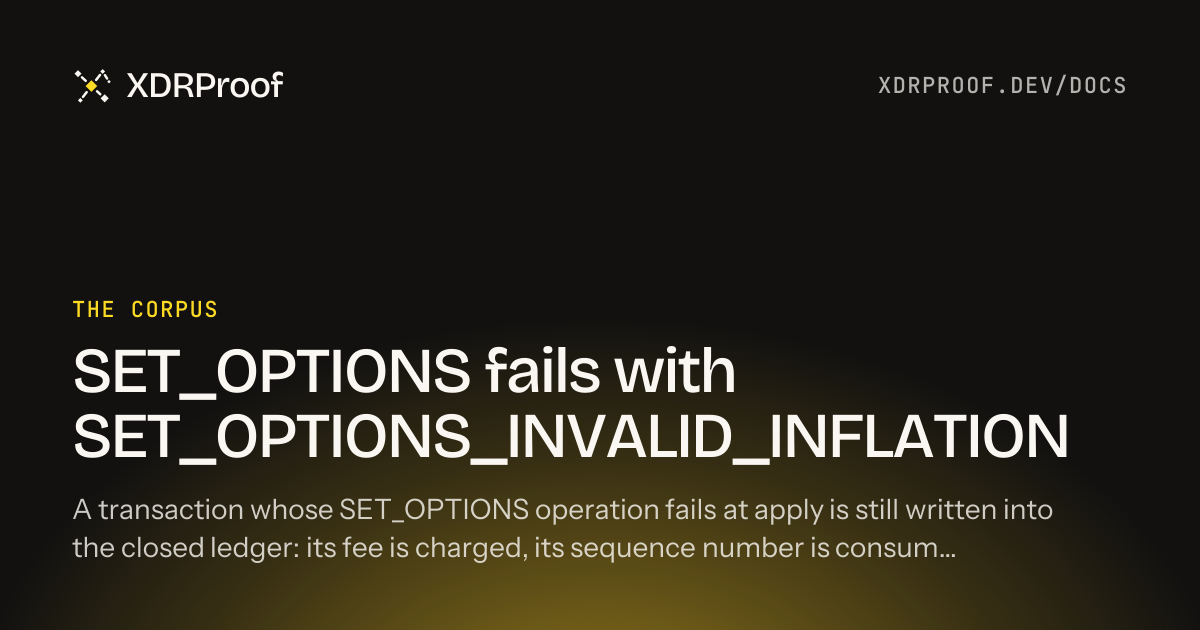 XDRProof
XDRPROOF.DEV/DOCS
THE CORPUS
SET_OPTIONS fails with
SET_OPTIONS_INVALID_INFLATION
A transaction whose SET_OPTIONS operation fails at apply is still written into
the closed ledger: its fee is charged, its sequence number is consum…